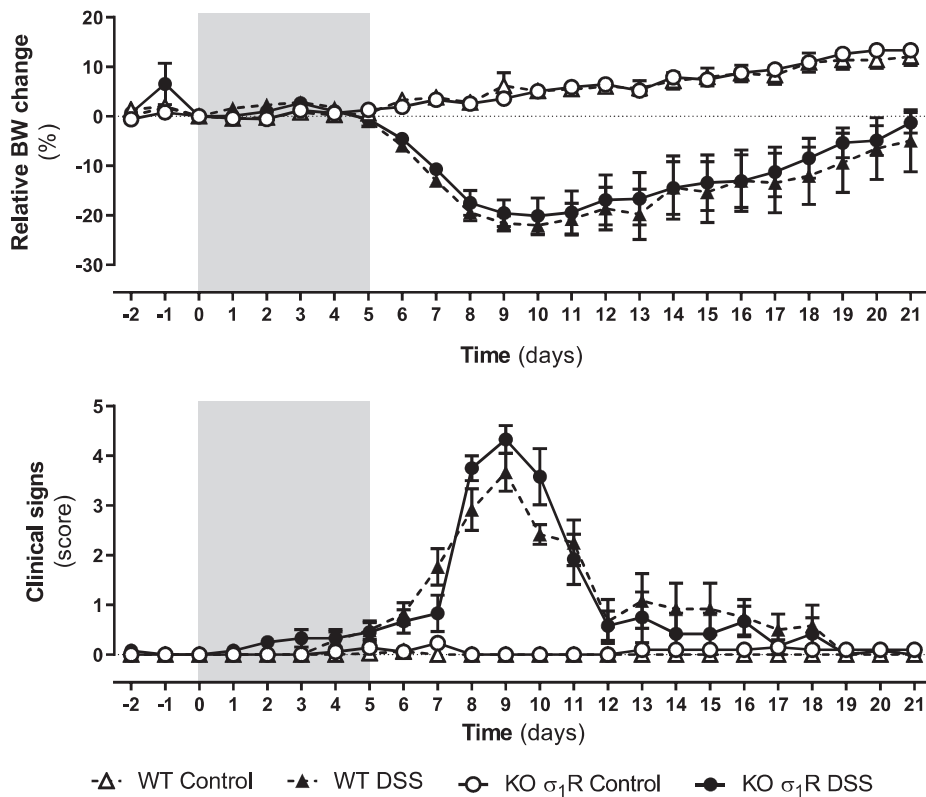 20
10
0
-10
-20
-30
Relative BW change
(%)
-2 -1 0 1 2 3 4 5 6 7 8 9 10 11 12 13 14 15 16 17 18 19 20 21
Time (days)
5
4
3
2
1
0
Clinical signs
(score)
-2 -1 0 1 2 3 4 5 6 7 8 9 10 11 12 13 14 15 16 17 18 19 20 21
Time (days)
WT Control WT DSS KO σ1R Control KO σ1R DSS